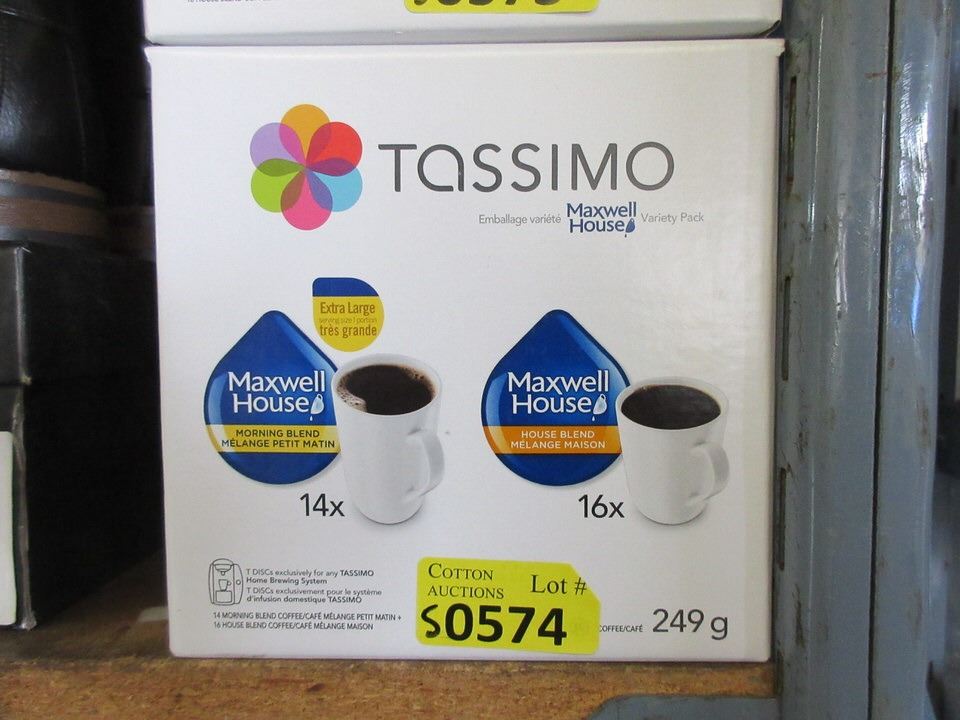 TASSIMO
Emballage variété Maxwell House Variety Pack
Extra Large
serving size / portion
très grande
Maxwell
House
MORNING BLEND
MÉLANGE PETIT MATIN
14x
Maxwell
House
HOUSE BLEND
MÉLANGE MAISON
16x
T DISCs exclusively for any TASSIMO
Home Brewing System
T DISCs exclusivement pour le système
d'infusion domestique TASSIMO
14 MORNING BLEND COFFEE/CAFÉ MÉLANGE PETIT MATIN +
16 HOUSE BLEND COFFEE/CAFÉ MÉLANGE MAISON
COTTON
AUCTIONS
Lot #
S0574
COFFEE/CAFÉ 249 g